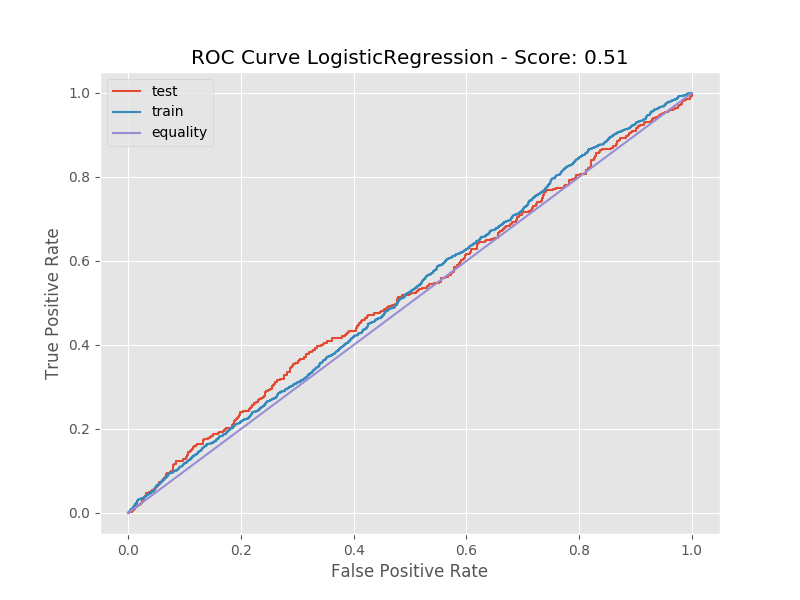 ROC Curve LogisticRegression - Score: 0.51
test
train
equality
1.0
0.8
0.6
0.4
0.2
0.0
True Positive Rate
0.0 0.2 0.4 0.6 0.8 1.0
False Positive Rate